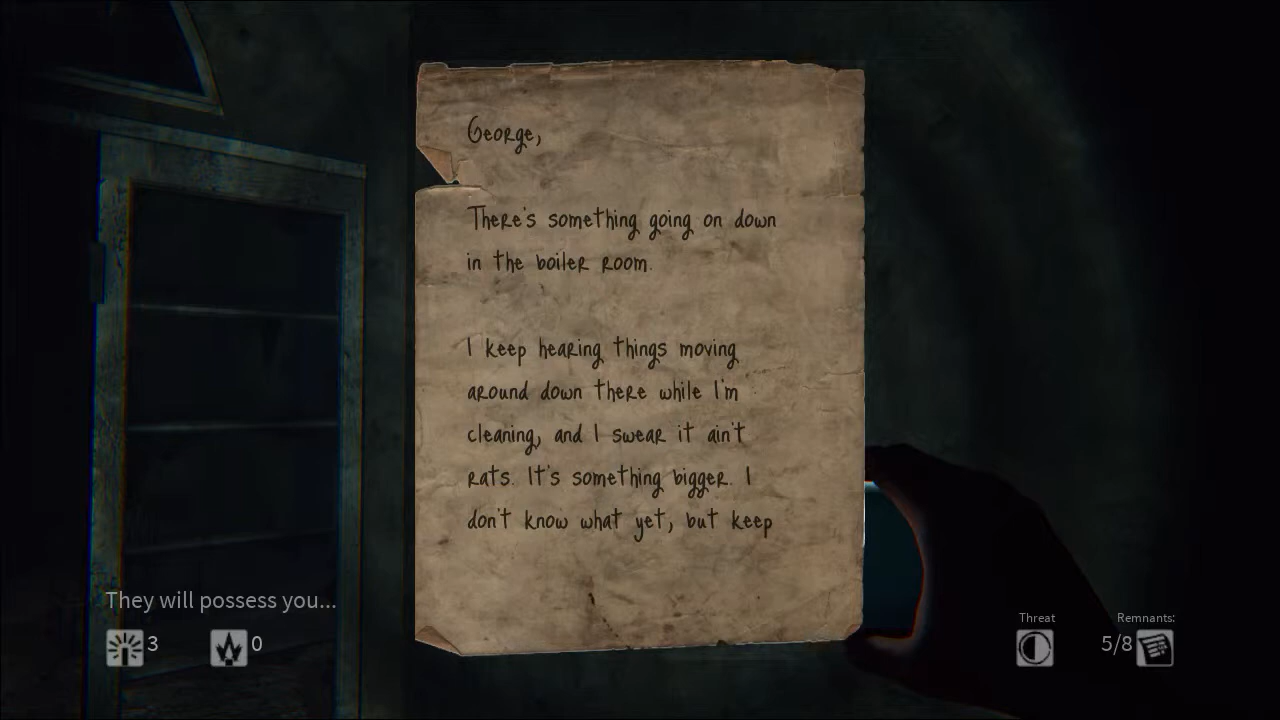 George,
There's something going on down
in the boiler room.
I keep hearing things moving
around down there while I'm
cleaning, and I swear it ain't
rats. It's something bigger. I
don't know what yet, but keep
They will possess you...
3
0
Threat
Remnants:
5/8